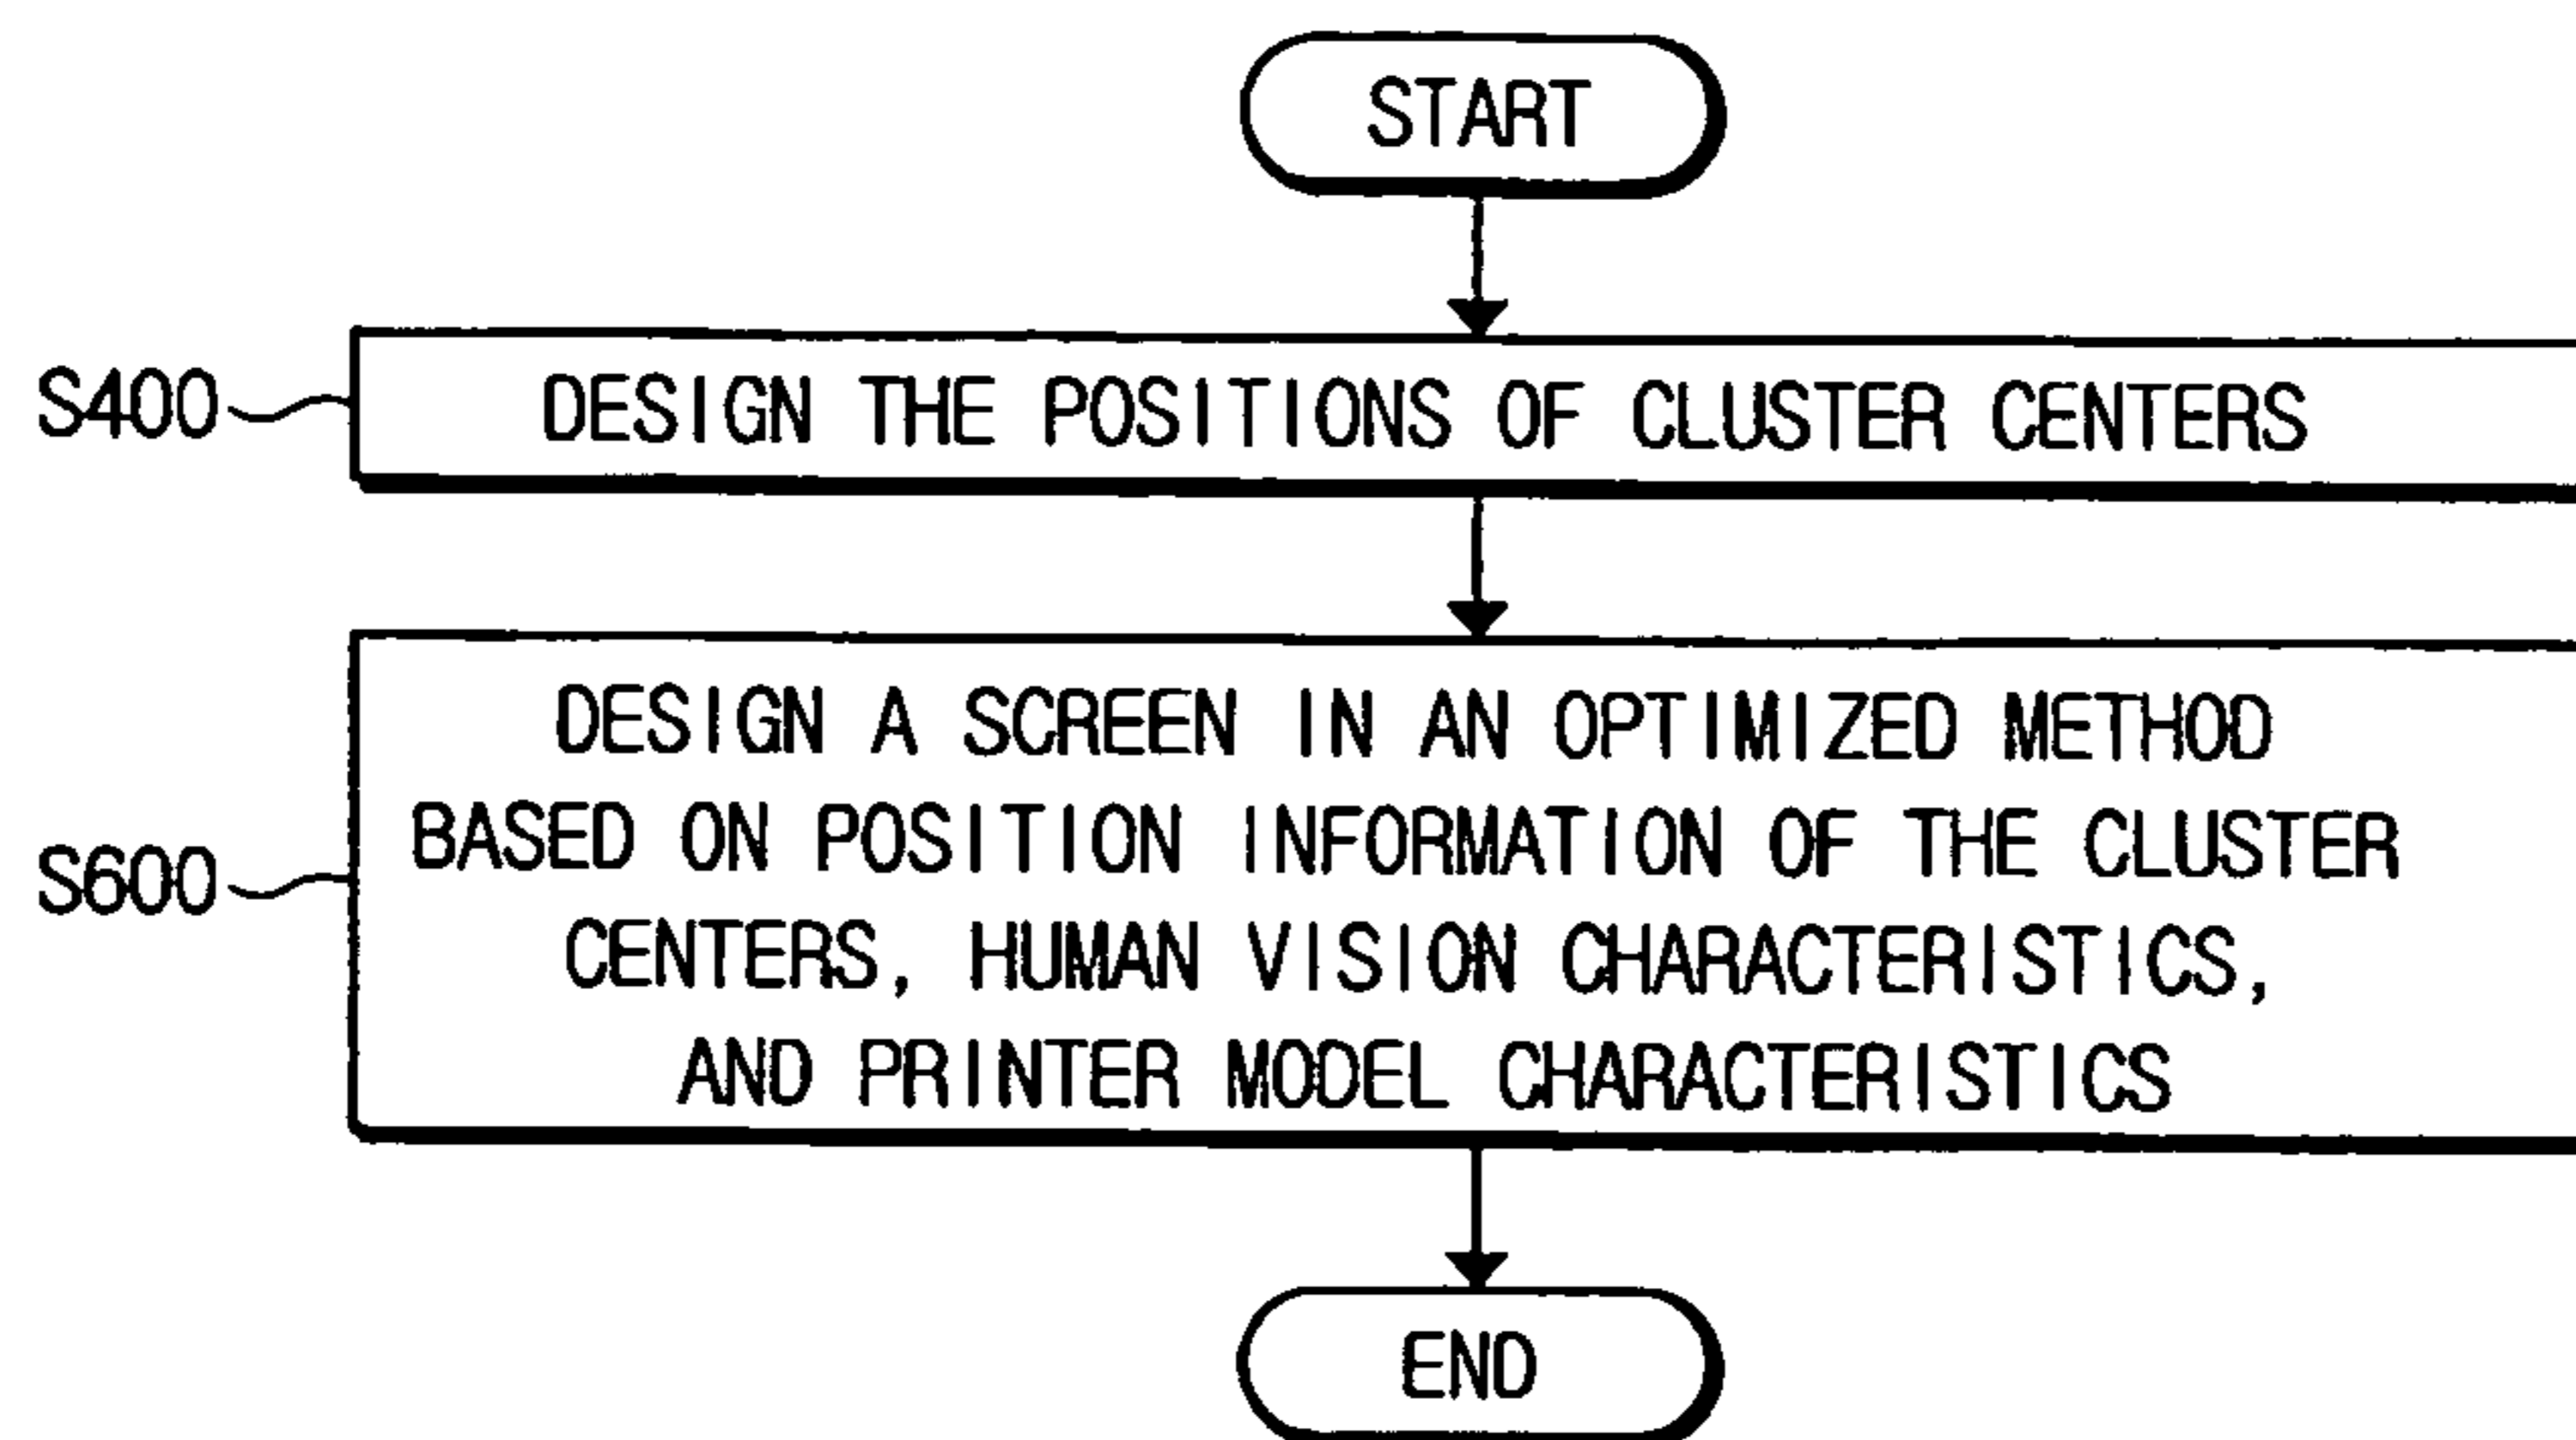 START
S400
DESIGN THE POSITIONS OF CLUSTER CENTERS
S600
DESIGN A SCREEN IN AN OPTIMIZED METHOD
BASED ON POSITION INFORMATION OF THE CLUSTER
CENTERS, HUMAN VISION CHARACTERISTICS,
AND PRINTER MODEL CHARACTERISTICS
END